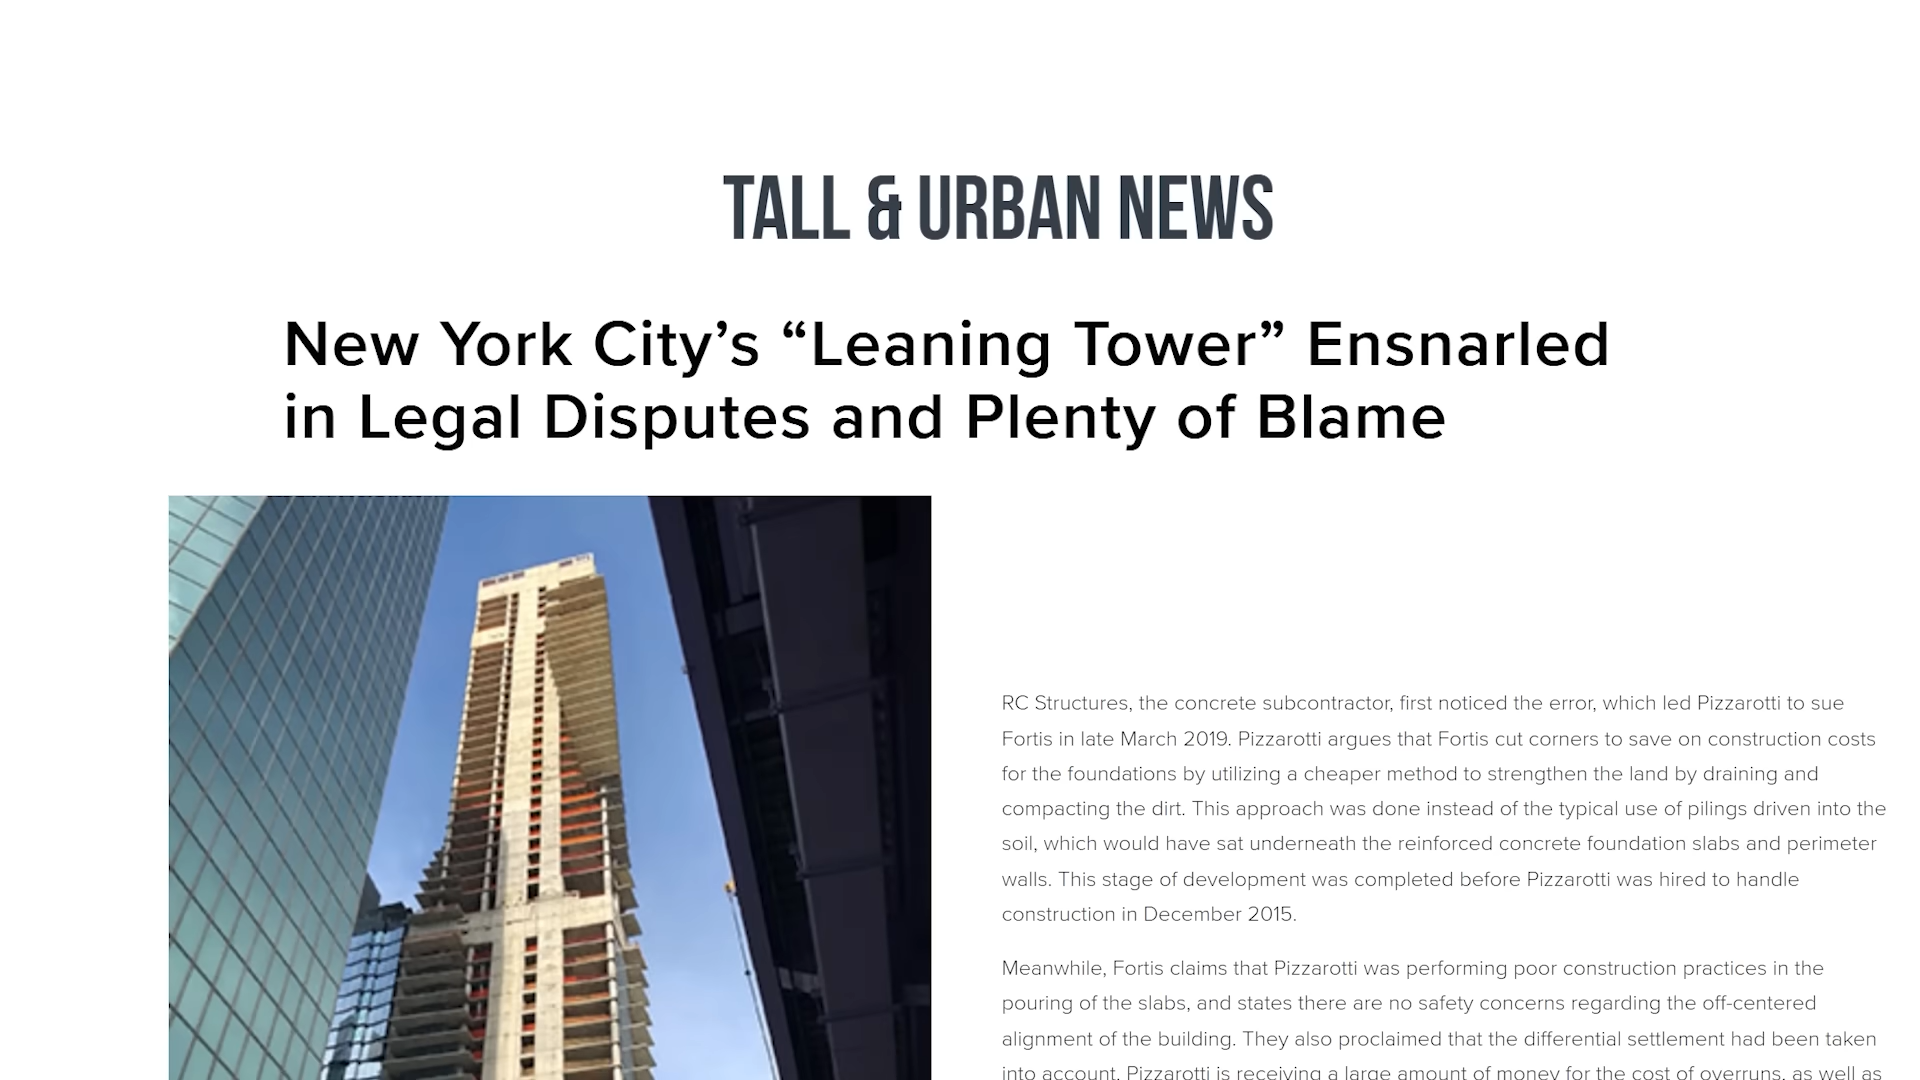 TALL & URBAN NEWS
New York City’s “Leaning Tower” Ensnarled
in Legal Disputes and Plenty of Blame
RC Structures, the concrete subcontractor, first noticed the error, which led Pizzarotti to sue
Fortis in late March 2019. Pizzarotti argues that Fortis cut corners to save on construction costs
for the foundations by utilizing a cheaper method to strengthen the land by draining and
compacting the dirt. This approach was done instead of the typical use of pilings driven into the
soil, which would have sat underneath the reinforced concrete foundation slabs and perimeter
walls. This stage of development was completed before Pizzarotti was hired to handle
construction in December 2015.
Meanwhile, Fortis claims that Pizzarotti was performing poor construction practices in the
pouring of the slabs, and states there are no safety concerns regarding the off-centered
alignment of the building. They also proclaimed that the differential settlement had been taken
into account. Pizzarotti is receiving a large amount of money for the cost of overruns, as well as